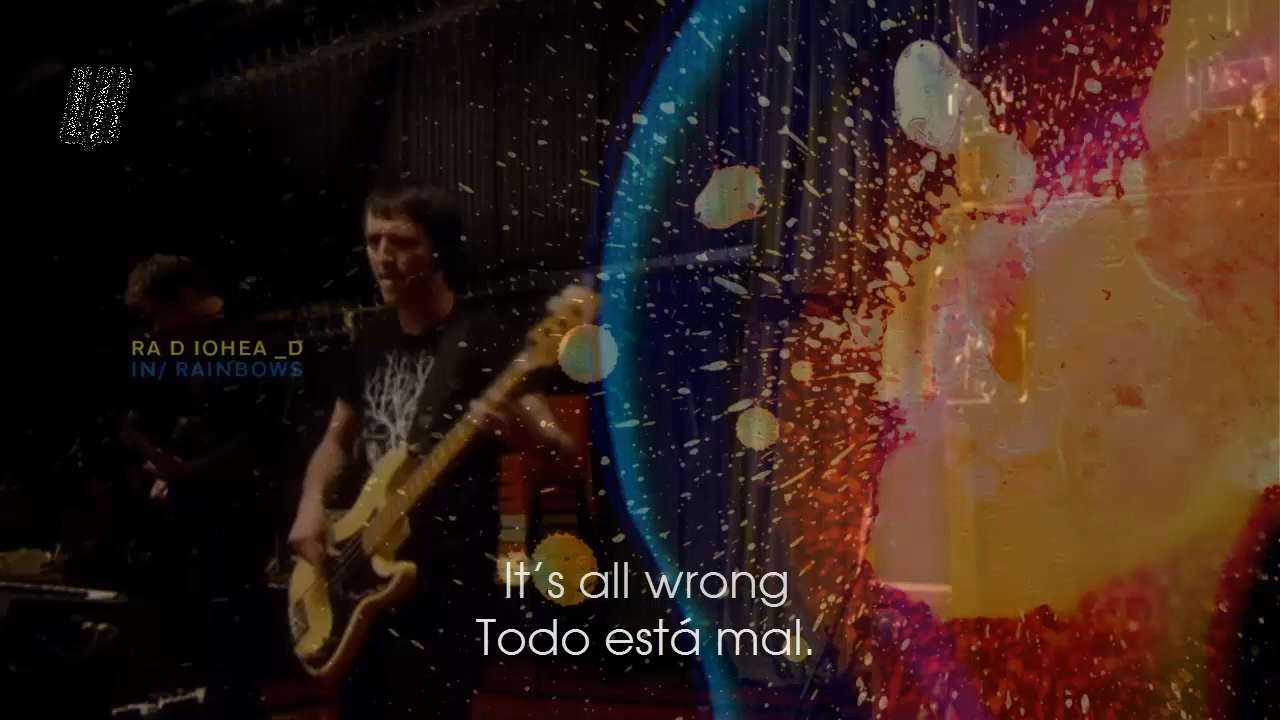 RA D IOHEA _D
IN/ RAINBOWS
It's all wrong
Todo está mal.